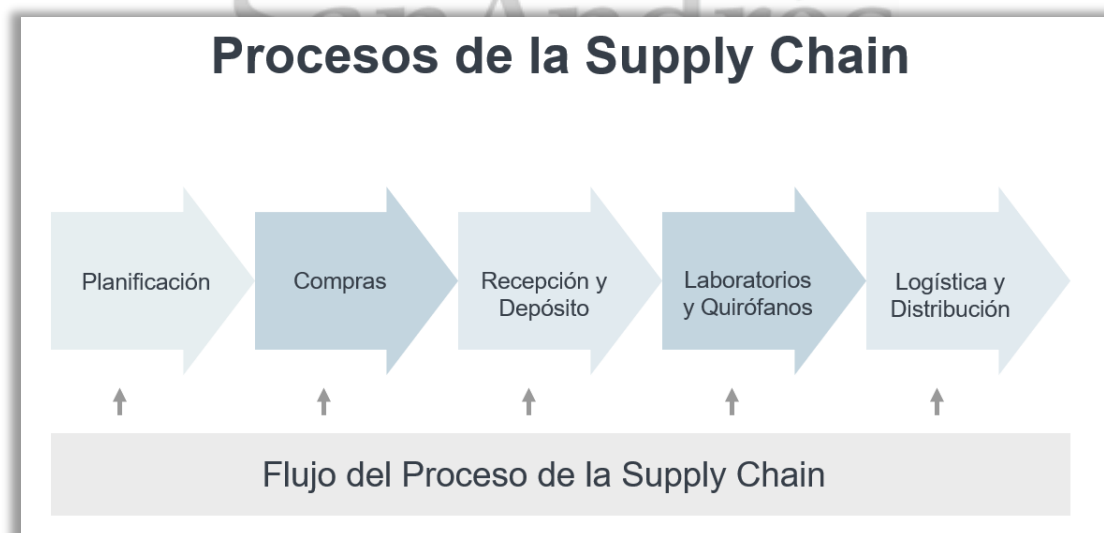 SanAndrés
Procesos de la Supply Chain
Planificación
Compras
Recepción y
Depósito
Laboratorios
y Quirófanos
Logística y
Distribución
Flujo del Proceso de la Supply Chain